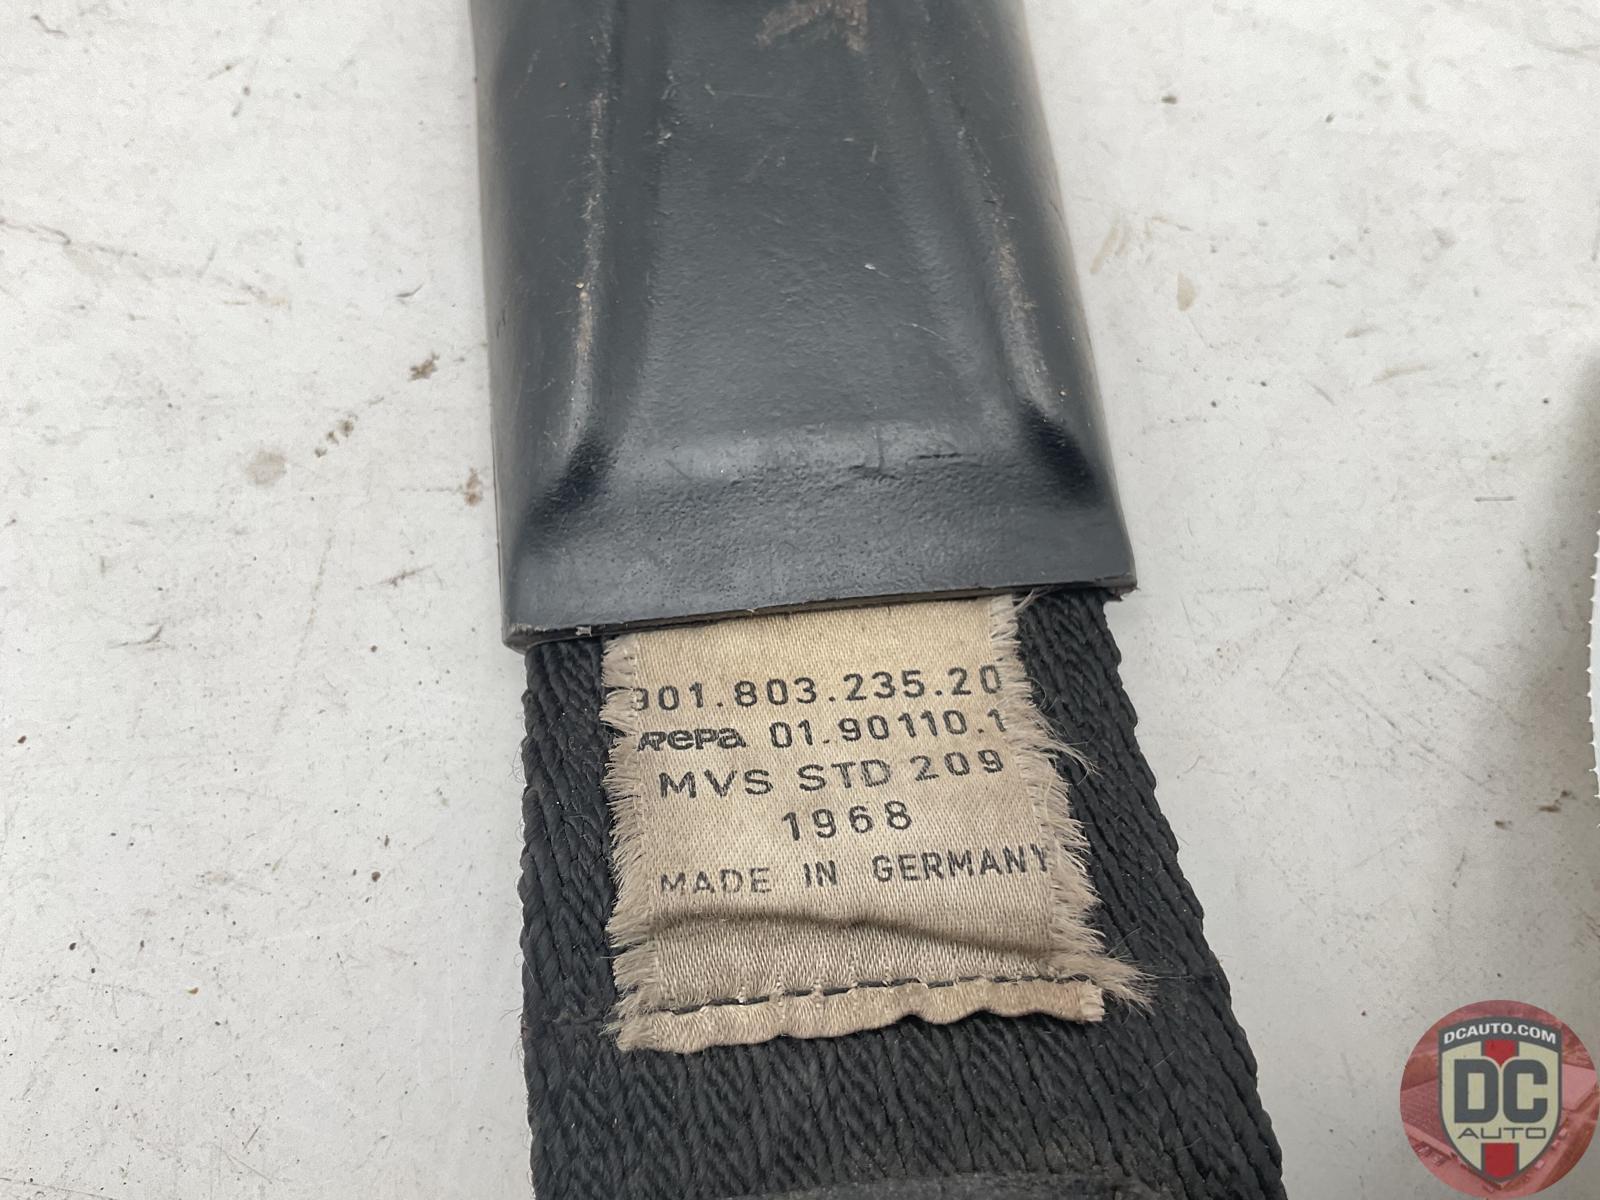 901.803.235.20
Repa 01.90110.1
MVS STD 209
1968
MADE IN GERMANY
DCAUTO.COM
DC
AUTO